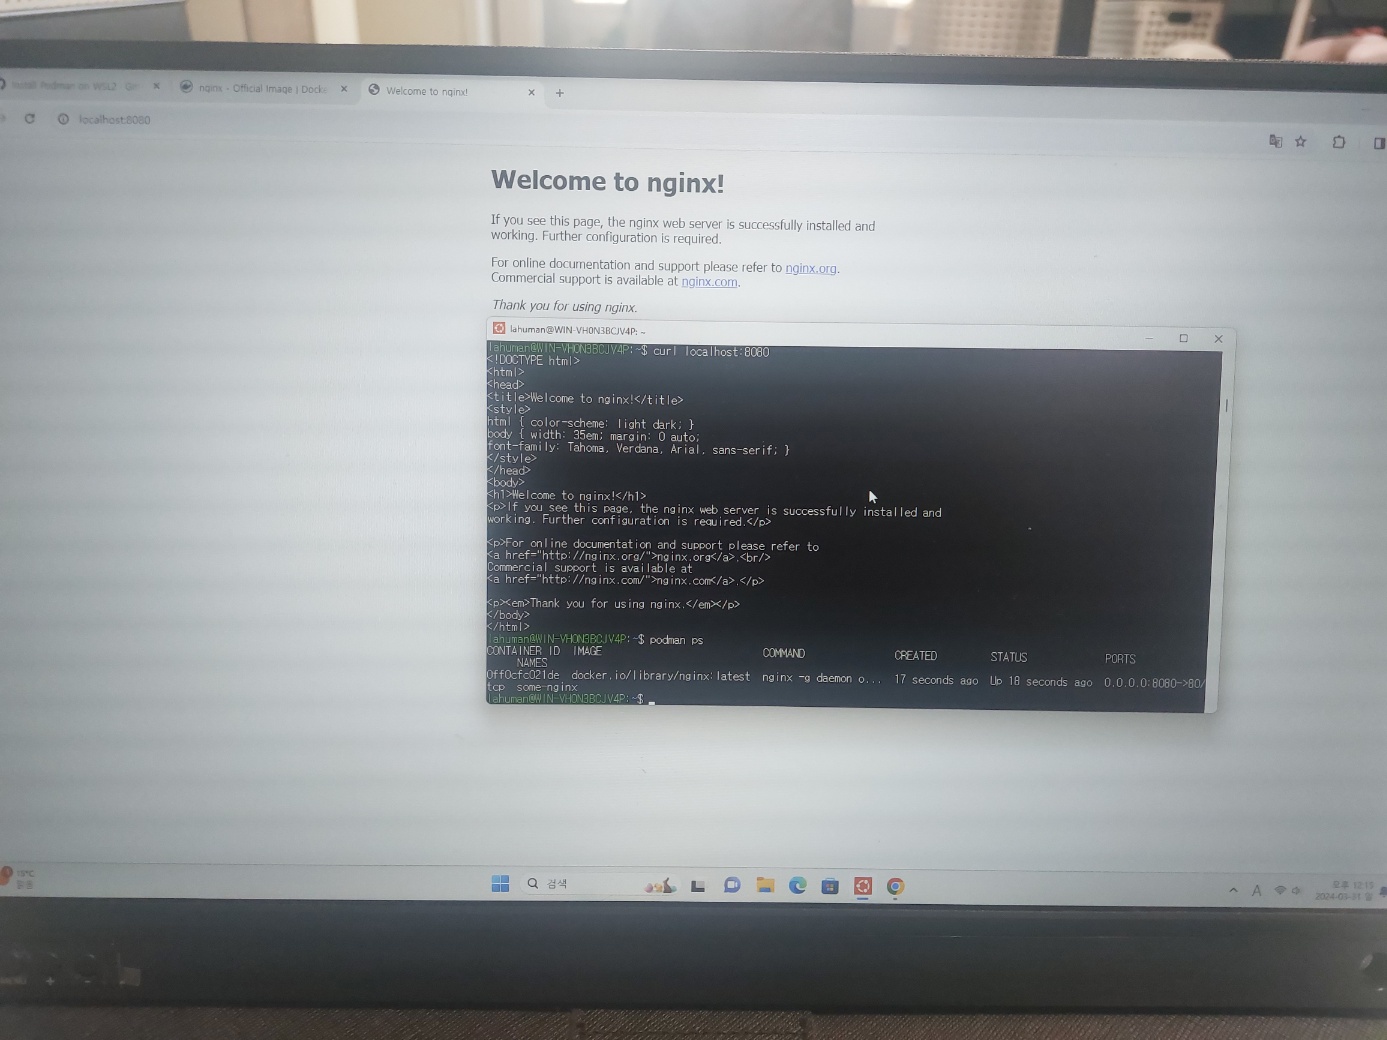 Install Podman on WSL2
nginx - Official Image | Docke
Welcome to nginx!
localhost:8080
Welcome to nginx!
If you see this page, the nginx web server is successfully installed and
working. Further configuration is required.
For online documentation and support please refer to nginx.org.
Commercial support is available at nginx.com.
Thank you for using nginx.
lahuman@WIN-VH0N3BCJV4P: ~
lahuman@WIN-VH0N3BCJV4P:~$ curl localhost:8080
<!DOCTYPE html>
<html>
<head>
<title>Welcome to nginx!</title>
<style>
html { color-scheme: light dark; }
body { width: 35em; margin: 0 auto;
font-family: Tahoma, Verdana, Arial, sans-serif; }
</style>
</head>
<body>
<h1>Welcome to nginx!</h1>
<p>If you see this page, the nginx web server is successfully installed and
working. Further configuration is required.</p>
<p>For online documentation and support please refer to
<a href="http://nginx.org/">nginx.org</a>.<br/>
Commercial support is available at
<a href="http://nginx.com/">nginx.com</a>.</p>
<p><em>Thank you for using nginx.</em></p>
</body>
</html>
lahuman@WIN-VH0N3BCJV4P:~$ podman ps
CONTAINER ID IMAGE COMMAND CREATED STATUS PORTS
NAMES
0ff0cfc021de docker.io/library/nginx:latest nginx -g daemon o... 17 seconds ago Up 18 seconds ago 0.0.0.0:8080->80/
tcp some-nginx
lahuman@WIN-VH0N3BCJV4P:~$
검색
A